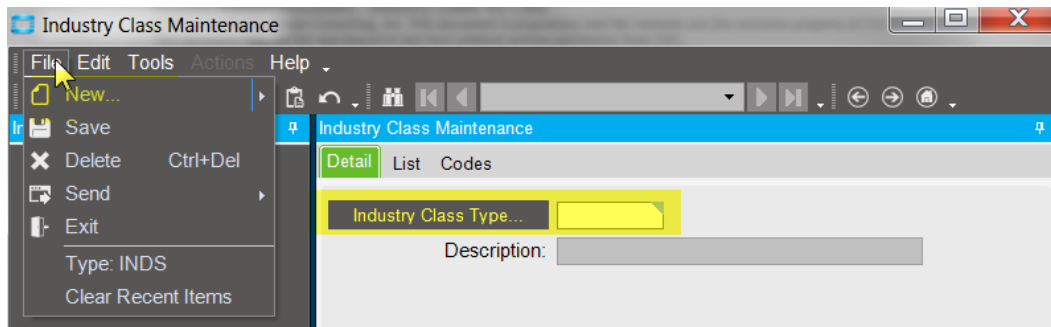 Industry Class Maintenance
File Edit Tools Actions Help
New...
Save
Industry Class Maintenance
Delete Ctrl+Del
Detail List Codes
Send
Industry Class Type...
Exit
Description:
Type: INDS
Clear Recent Items